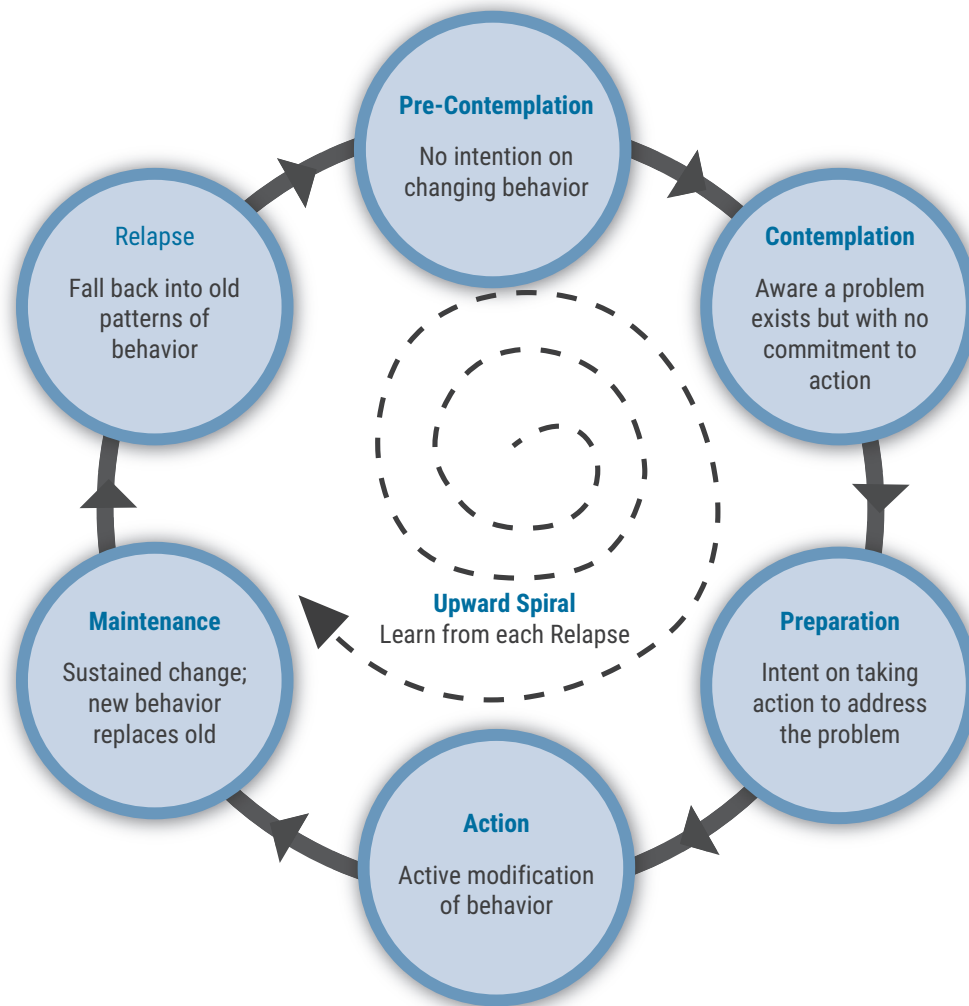 Pre-Contemplation
No intention on
changing behavior
Contemplation
Aware a problem
exists but with no
commitment to
action
Preparation
Intent on taking
action to address
the problem
Action
Active modification
of behavior
Maintenance
Sustained change;
new behavior
replaces old
Relapse
Fall back into old
patterns of
behavior
Upward Spiral
Learn from each Relapse